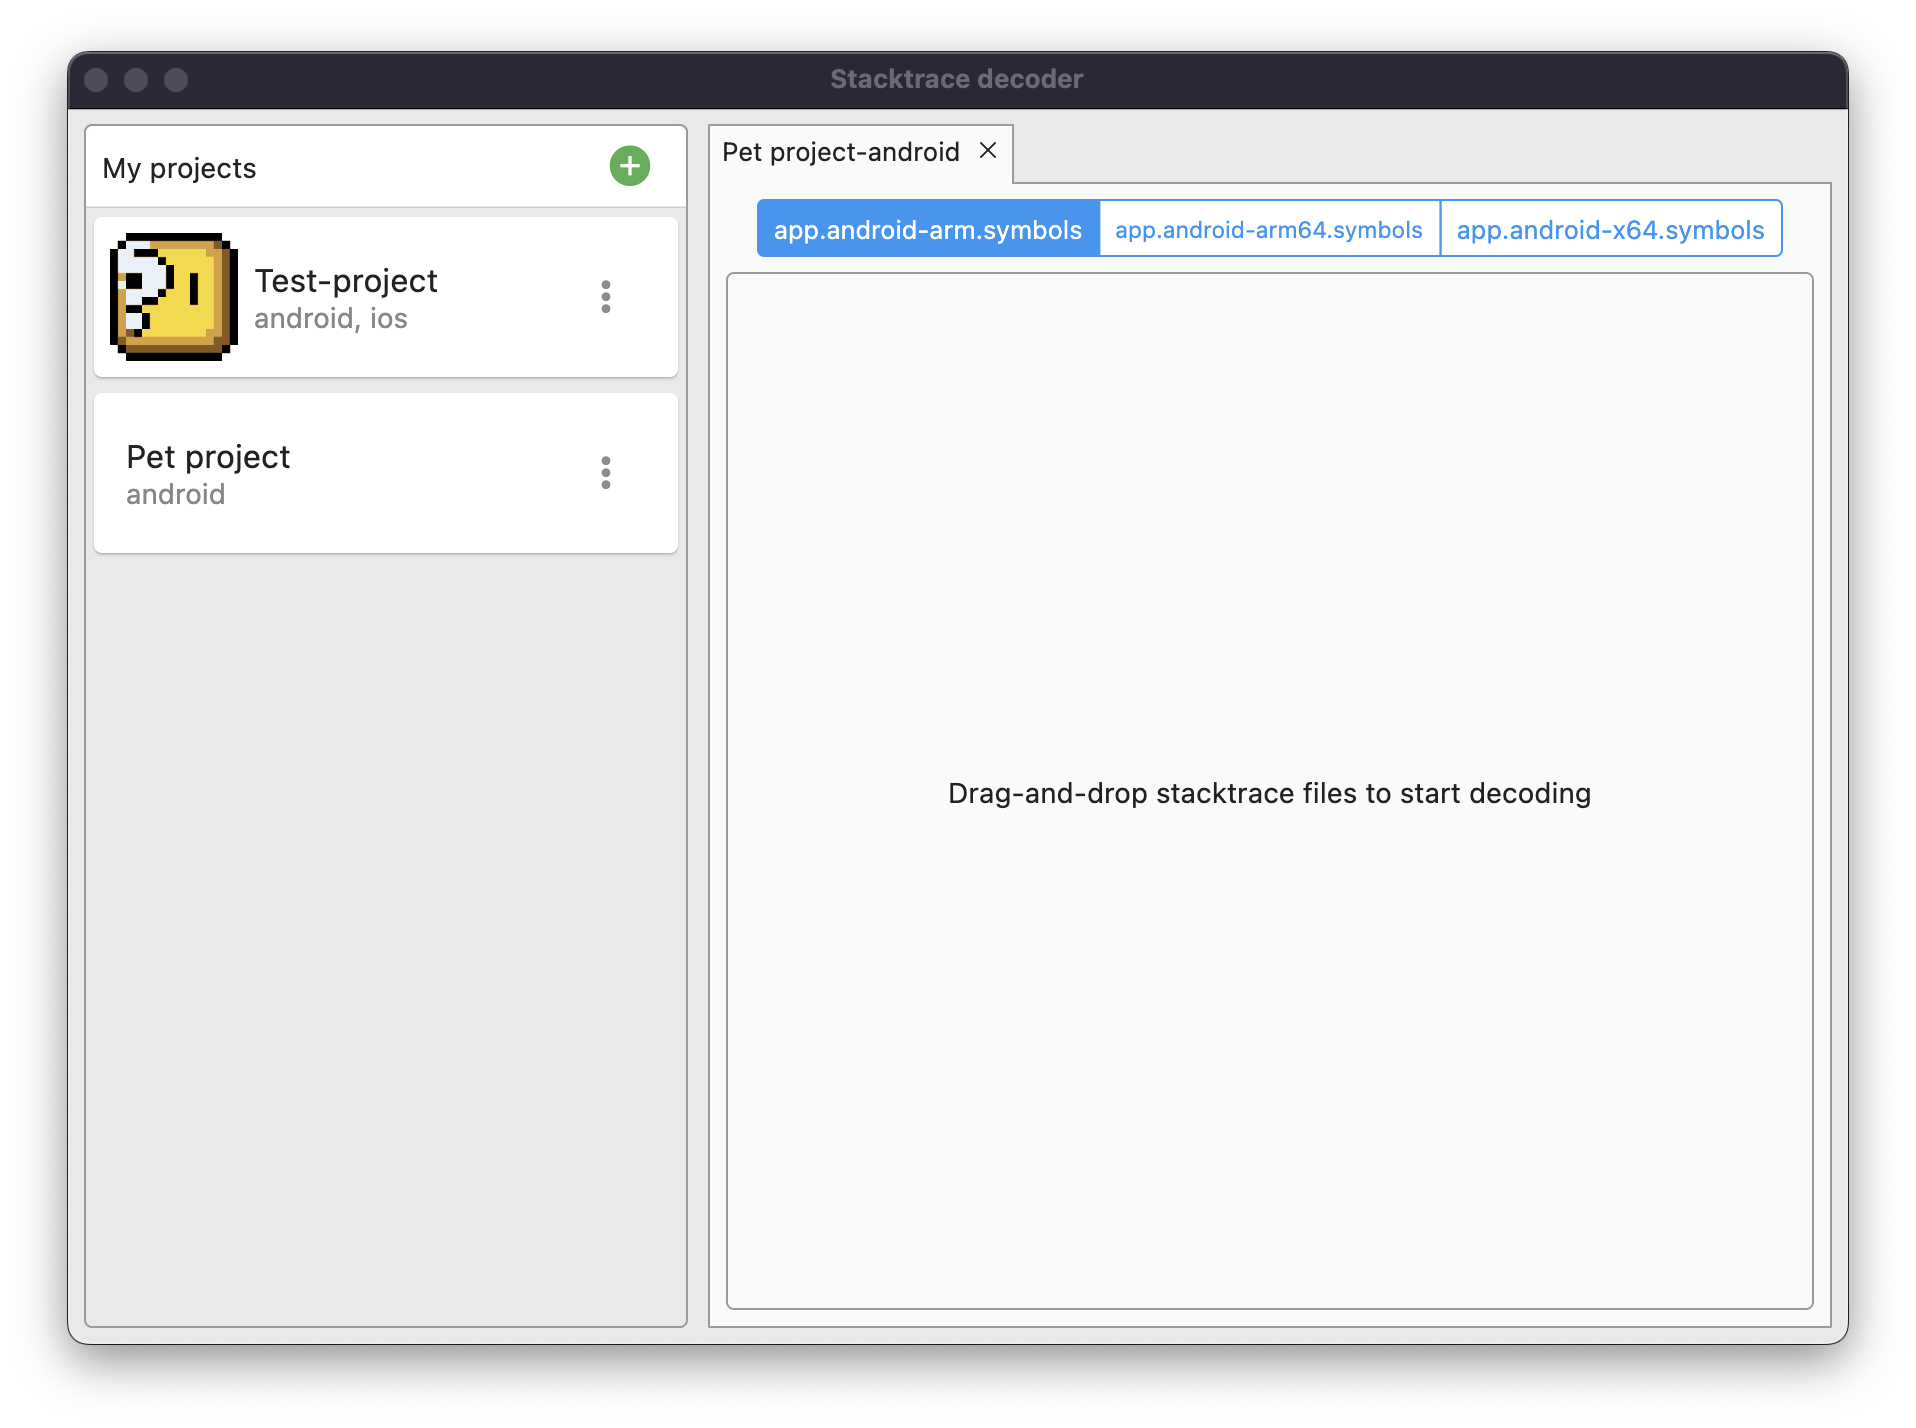 Stacktrace decoder
My projects
Test-project
android, ios
Pet project
android
Pet project-android
app.android-arm.symbols
app.android-arm64.symbols
app.android-x64.symbols
Drag-and-drop stacktrace files to start decoding